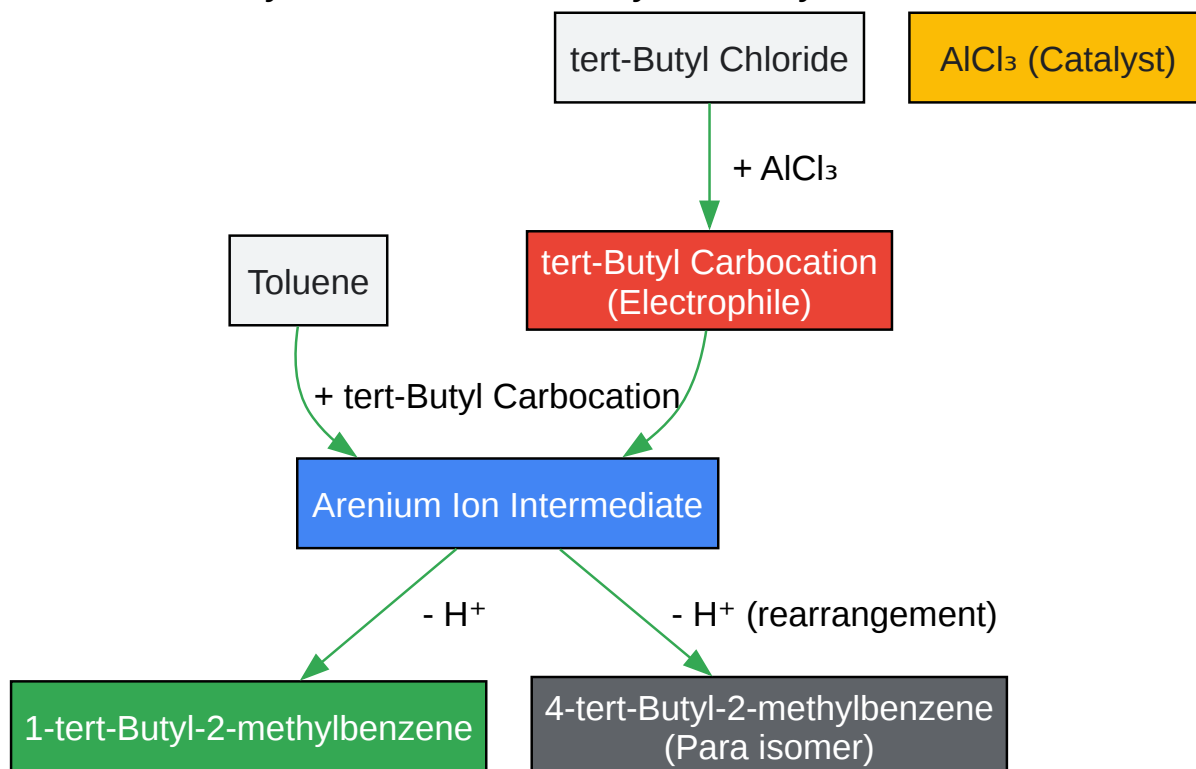 tert-Butyl Chloride
AlCl₃ (Catalyst)
+ AlCl₃
Toluene
tert-Butyl Carbocation
(Electrophile)
+ tert-Butyl Carbocation
Arenium Ion Intermediate
- H⁺
- H⁺ (rearrangement)
1-tert-Butyl-2-methylbenzene
4-tert-Butyl-2-methylbenzene
(Para isomer)